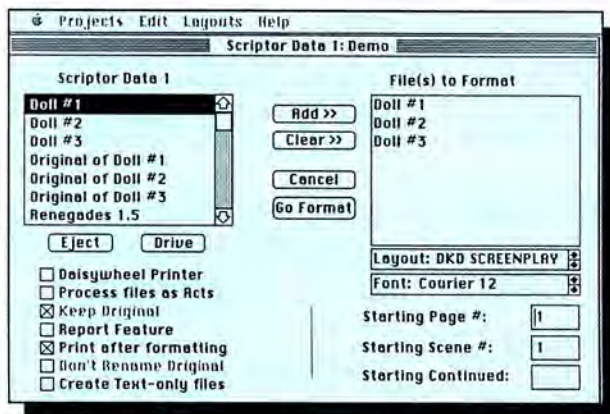 Projects Edit Layouts Help
Scriptor Data 1: Demo
Scriptor Data 1
Doll #1
Doll #2
Doll #3
Original of Doll #1
Original of Doll #2
Original of Doll #3
Renegades 1.5
Eject
Drive
Daisywheel Printer
Process files as Acts
Keep Original
Report Feature
Print after formatting
Don't Rename Original
Create Text-only files
Add >>
Clear >>
Cancel
Go Format
File(s) to Format
Doll #1
Doll #2
Doll #3
Layout: DKD SCREENPLAY
Font: Courier 12
Starting Page #: 1
Starting Scene #: 1
Starting Continued: